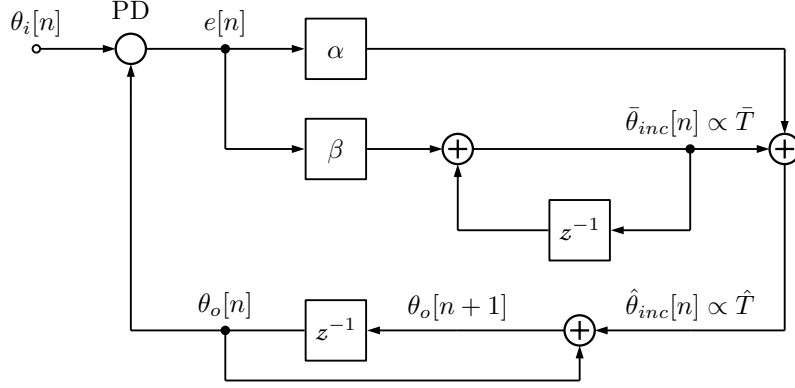 PD
θ_i[n]
e[n]
α
β
+
θ̄_inc[n] ∝ T̄
+
z⁻¹
θ_o[n]
z⁻¹
θ_o[n + 1]
+
θ̂_inc[n] ∝ T̂